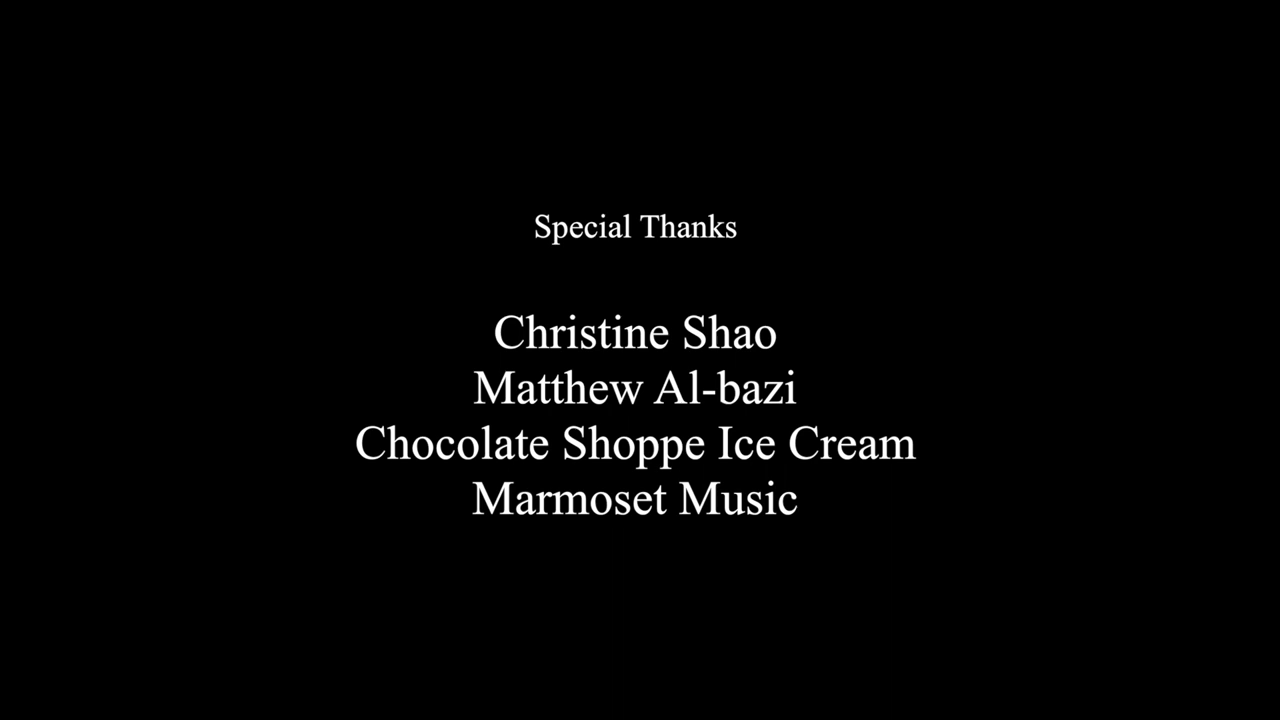 Special Thanks
Christine Shao
Matthew Al-bazi
Chocolate Shoppe Ice Cream
Marmoset Music